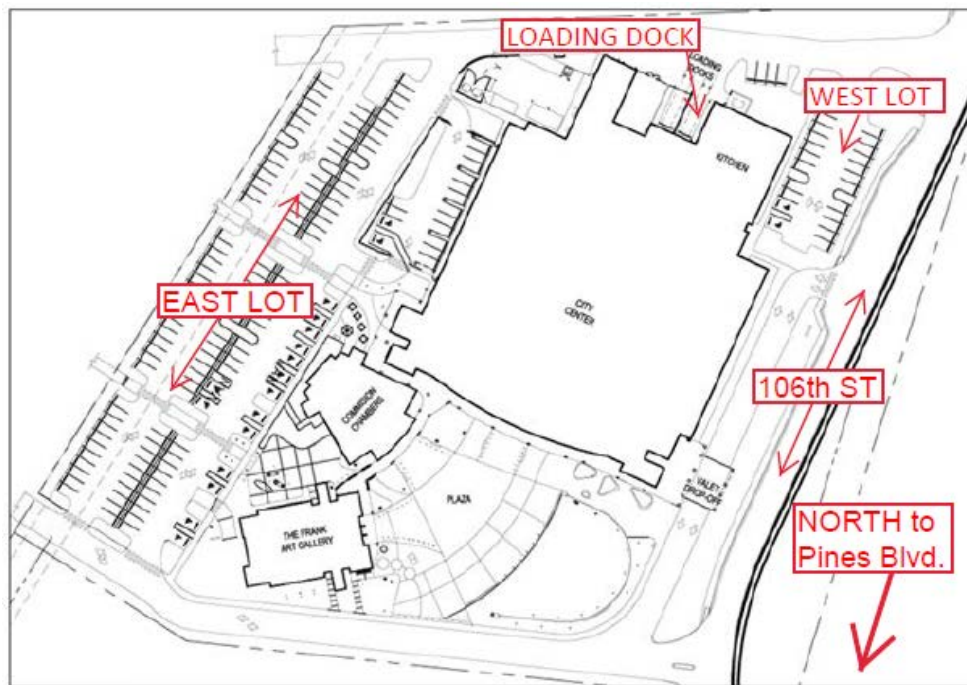 LOADING DOCK
LOADING
DOCKS
WEST LOT
KITCHEN
EAST LOT
CITY
CENTER
106th ST
COMMISION
CHAMBERS
VALET
DROP-OFF
PLAZA
THE FRANK
ART GALLERY
NORTH to
Pines Blvd.